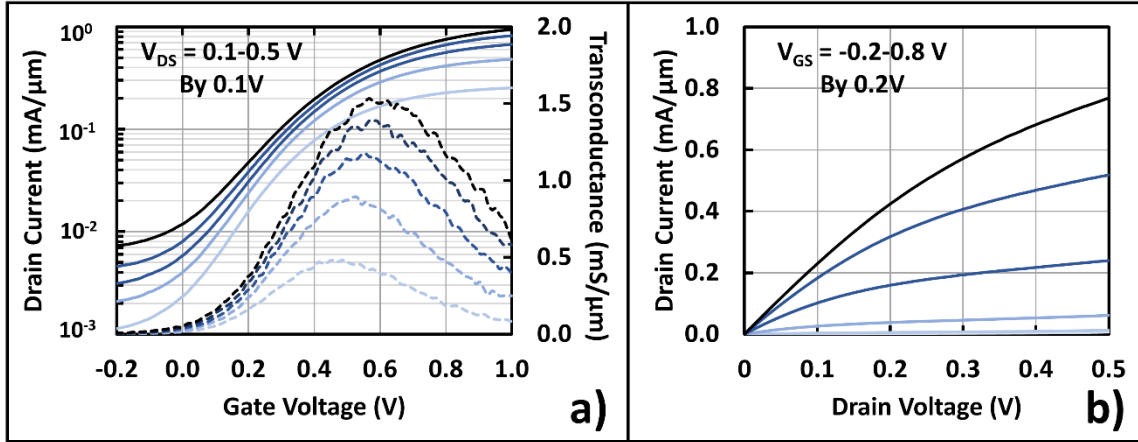 10⁰
10⁻¹
10⁻²
10⁻³
Drain Current (mA/μm)
V_DS = 0.1-0.5 V
By 0.1V
2.0
1.5
1.0
0.5
0.0
Transconductance (mS/μm)
-0.2 0.0 0.2 0.4 0.6 0.8 1.0
Gate Voltage (V)
a)
1.0
0.8
0.6
0.4
0.2
0.0
Drain Current (mA/μm)
V_GS = -0.2-0.8 V
By 0.2V
0 0.1 0.2 0.3 0.4 0.5
Drain Voltage (V)
b)